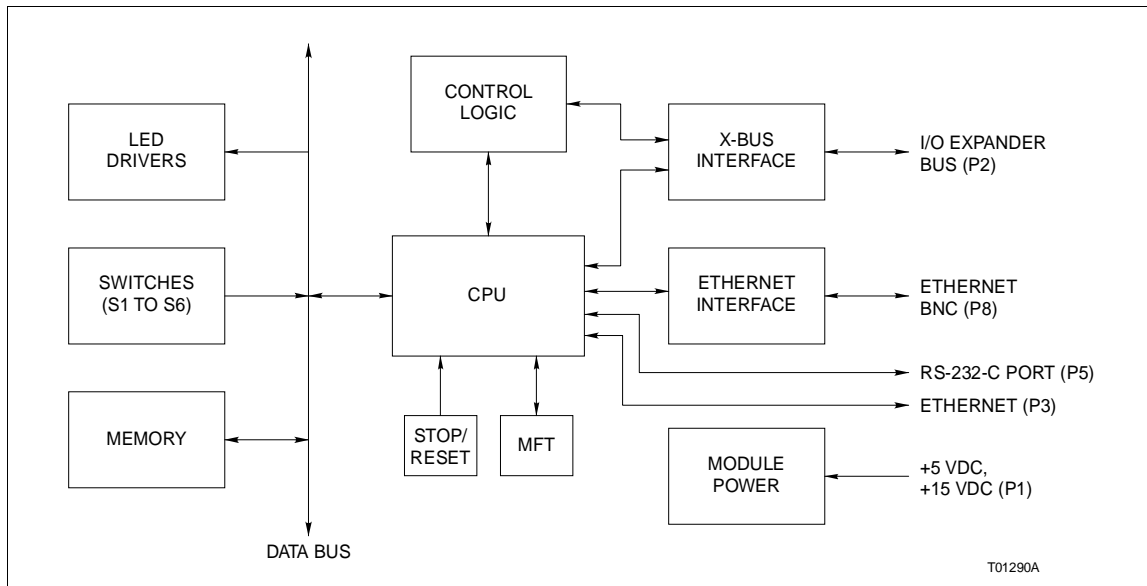 CONTROL
LOGIC
LED
DRIVERS
X-BUS
INTERFACE
I/O EXPANDER
BUS (P2)
SWITCHES
(S1 TO S6)
CPU
ETHERNET
INTERFACE
ETHERNET
BNC (P8)
RS-232-C PORT (P5)
ETHERNET (P3)
MEMORY
STOP/
RESET
MFT
MODULE
POWER
+5 VDC,
+15 VDC (P1)
DATA BUS
T01290A